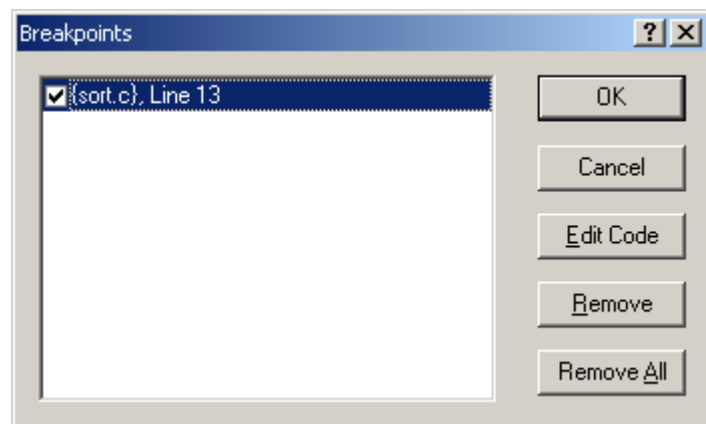 Breakpoints
{sort.c}, Line 13
OK
Cancel
Edit Code
Remove
Remove All